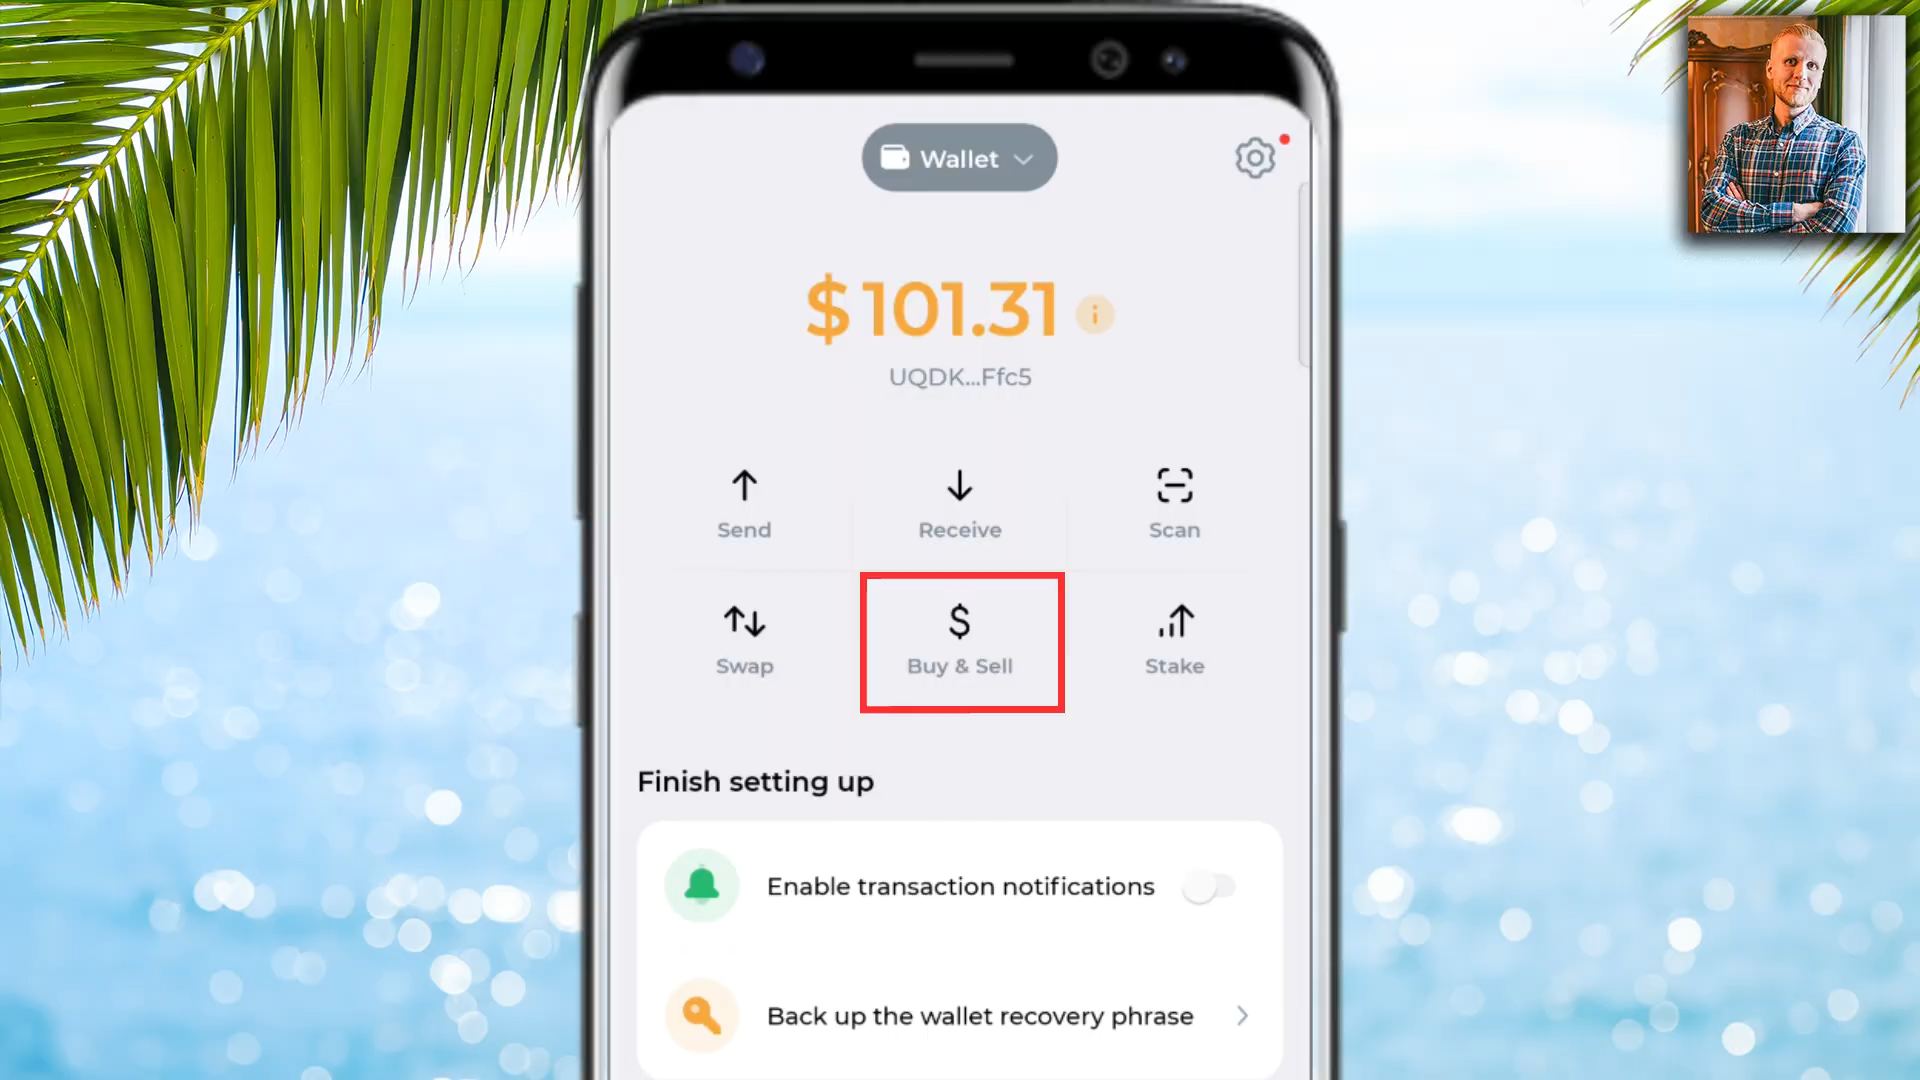 Wallet
$101.31
UQDK...Ffc5
Send
Receive
Scan
Swap
$
Buy & Sell
Stake
Finish setting up
Enable transaction notifications
Back up the wallet recovery phrase